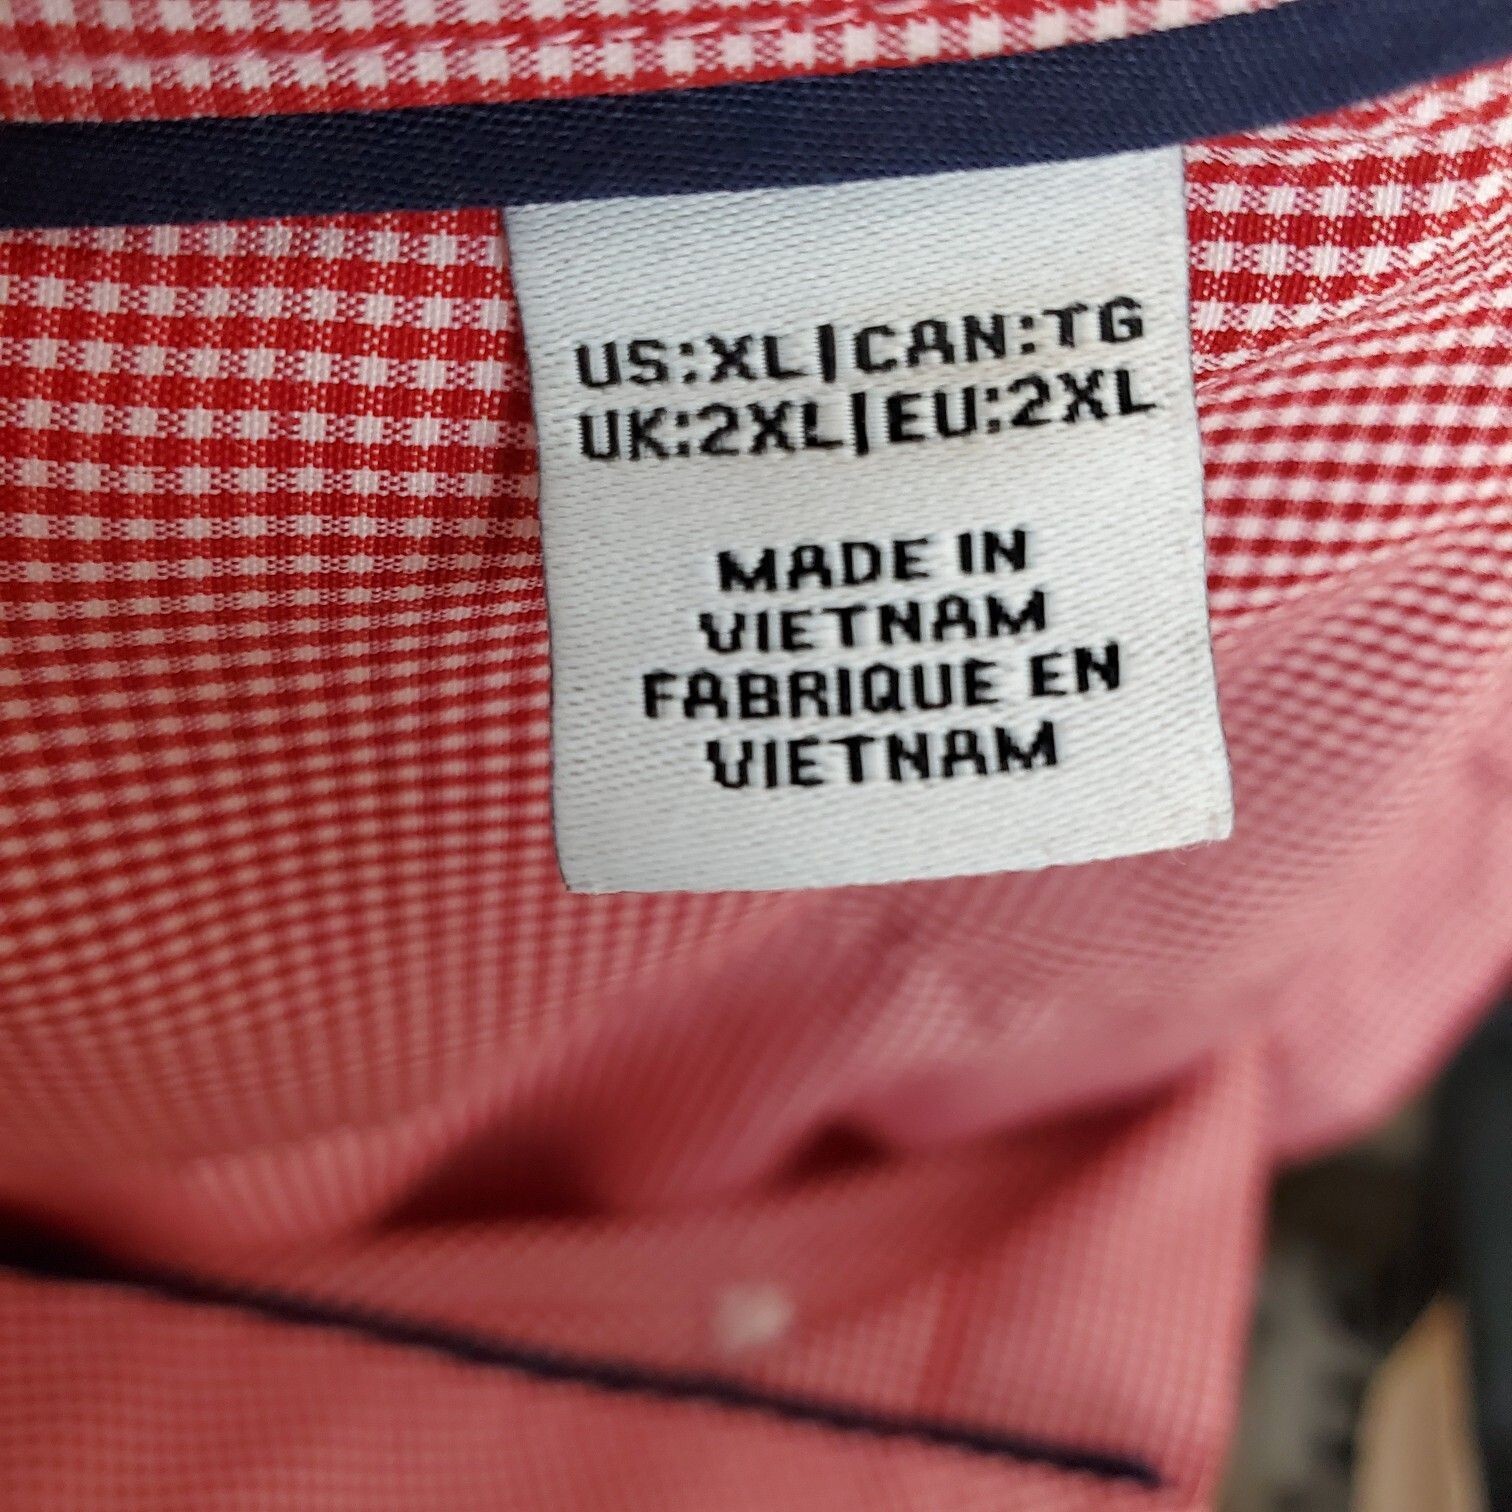 US:XL|CAN:TG
UK:2XL|EU:2XL
MADE IN
VIETNAM
FABRIQUE EN
VIETNAM